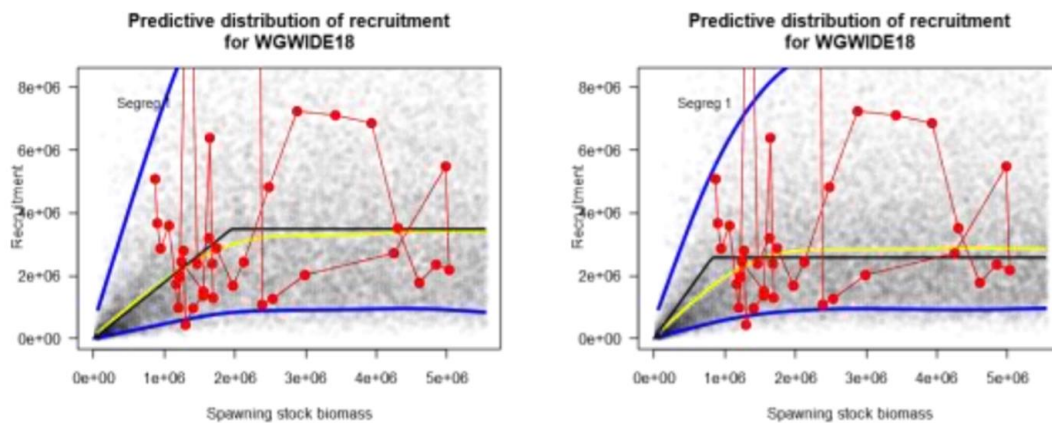 Predictive distribution of recruitment
for WGWIDE18
8e+06
6e+06
4e+06
2e+06
0e+00
Recruitment
Segreg 1
0e+00 1e+06 2e+06 3e+06 4e+06 5e+06
Spawning stock biomass
Predictive distribution of recruitment
for WGWIDE18
8e+06
6e+06
4e+06
2e+06
0e+00
Recruitment
Segreg 1
0e+00 1e+06 2e+06 3e+06 4e+06 5e+06
Spawning stock biomass